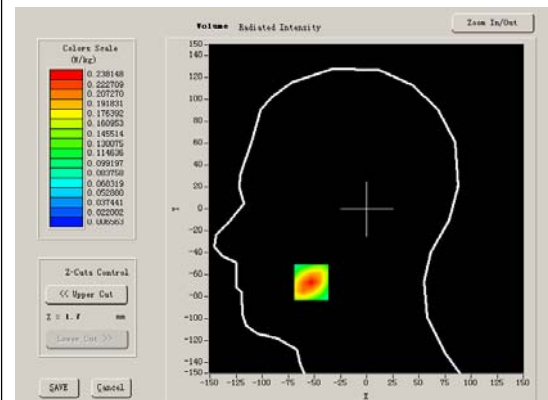 Volume Radiated Intensity
Zoom In/Out
Colors Scale
(W/kg)
0.238148
0.222709
0.207270
0.191831
0.176392
0.160953
0.145514
0.130075
0.114636
0.099197
0.083758
0.068319
0.052880
0.037441
0.022002
0.006563
Z-Cuts Control
<< Upper Cut
Z = 1.7 mm
Lower Cut >>
SAVE
Cancel
150
140
120
100
80
60
40
20
0
-20
-40
-60
-80
-100
-120
-140
-150
Y
-150 -125 -100 -75 -50 -25 0 25 50 75 100 125 150
X